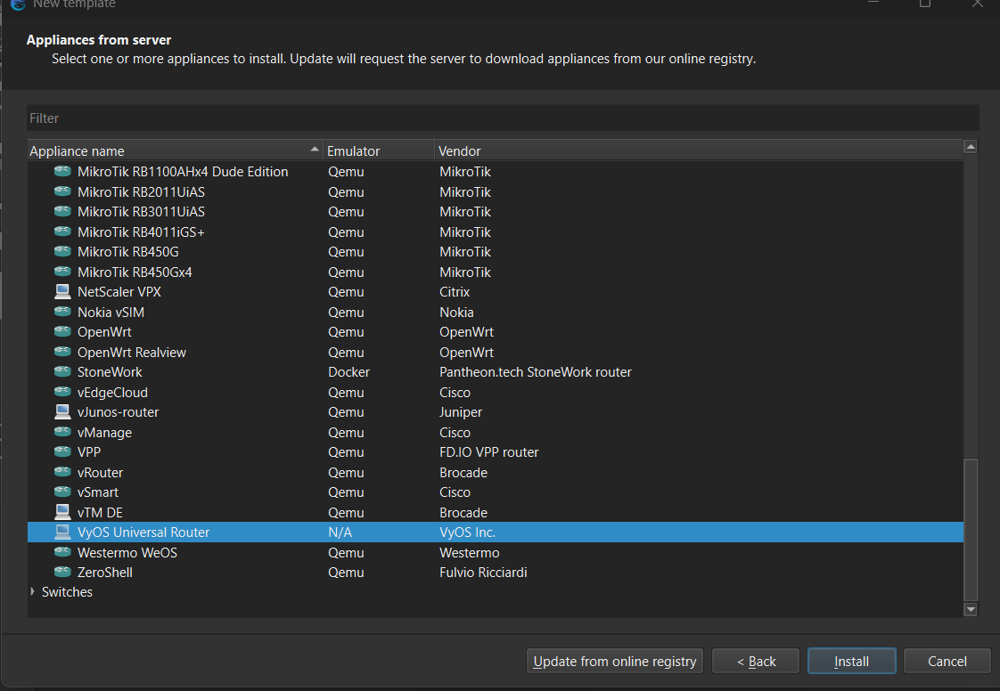 New template
Appliances from server
Select one or more appliances to install. Update will request the server to download appliances from our online registry.
Filter
Appliance name Emulator Vendor
MikroTik RB1100AHx4 Dude Edition Qemu MikroTik
MikroTik RB2011UiAS Qemu MikroTik
MikroTik RB3011UiAS Qemu MikroTik
MikroTik RB4011iGS+ Qemu MikroTik
MikroTik RB450G Qemu MikroTik
MikroTik RB450Gx4 Qemu MikroTik
NetScaler VPX Qemu Citrix
Nokia vSIM Qemu Nokia
OpenWrt Qemu OpenWrt
OpenWrt Realview Qemu OpenWrt
StoneWork Docker Pantheon.tech StoneWork router
vEdgeCloud Qemu Cisco
vJunos-router Qemu Juniper
vManage Qemu Cisco
VPP Qemu FD.IO VPP router
vRouter Qemu Brocade
vSmart Qemu Cisco
vTM DE Qemu Brocade
VyOS Universal Router N/A VyOS Inc.
Westermo WeOS Qemu Westermo
ZeroShell Qemu Fulvio Ricciardi
Switches
Update from online registry < Back Install Cancel